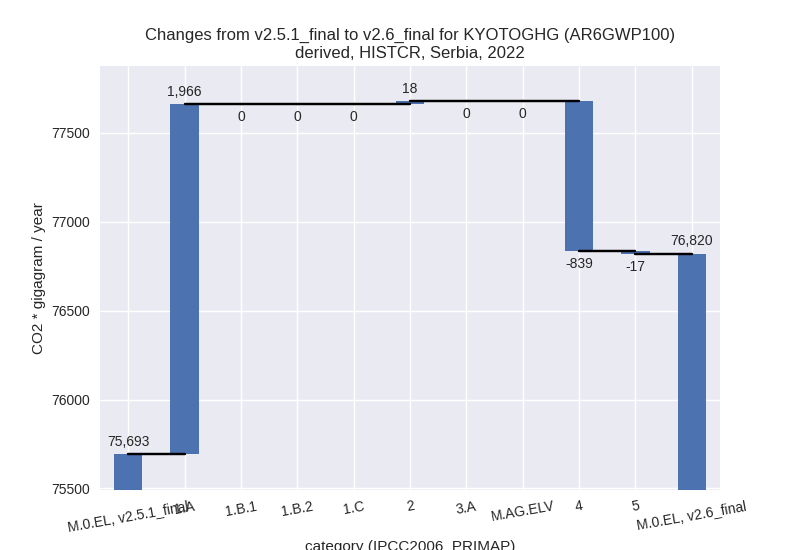 Changes from v2.5.1_final to v2.6_final for KYOTOGHG (AR6GWP100)
derived, HISTCR, Serbia, 2022
CO2 * gigagram / year
77500
77000
76500
76000
75500
75,693
1,966
0
0
0
18
0
0
-839
-17
76,820
M.0.EL, v2.5.1_final
1.A
1.B.1
1.B.2
1.C
2
3.A
M.AG.ELV
4
5
M.0.EL, v2.6_final
category (IPCC2006_PRIMAP)